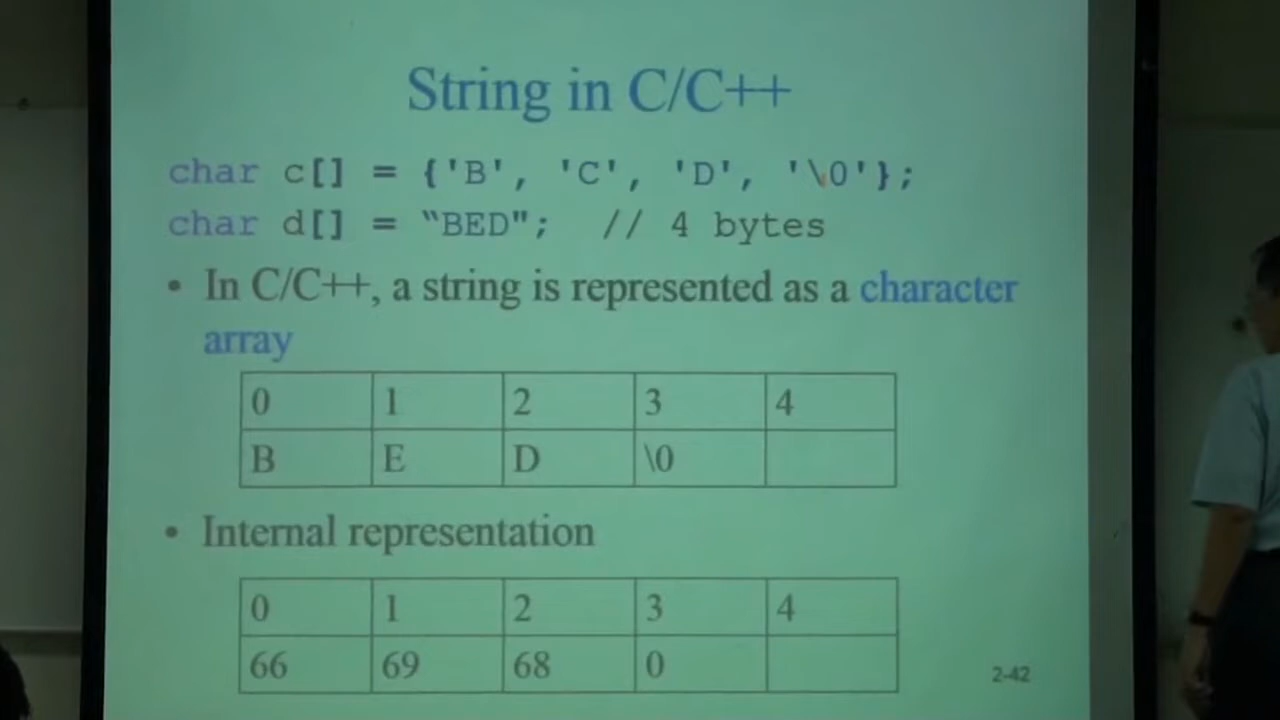 String in C/C++
char c[] = {'B', 'C', 'D', '\0'};
char d[] = “BED"; // 4 bytes
• In C/C++, a string is represented as a character
array
0 1 2 3 4
B E D \0
• Internal representation
0 1 2 3 4
66 69 68 0
2-42